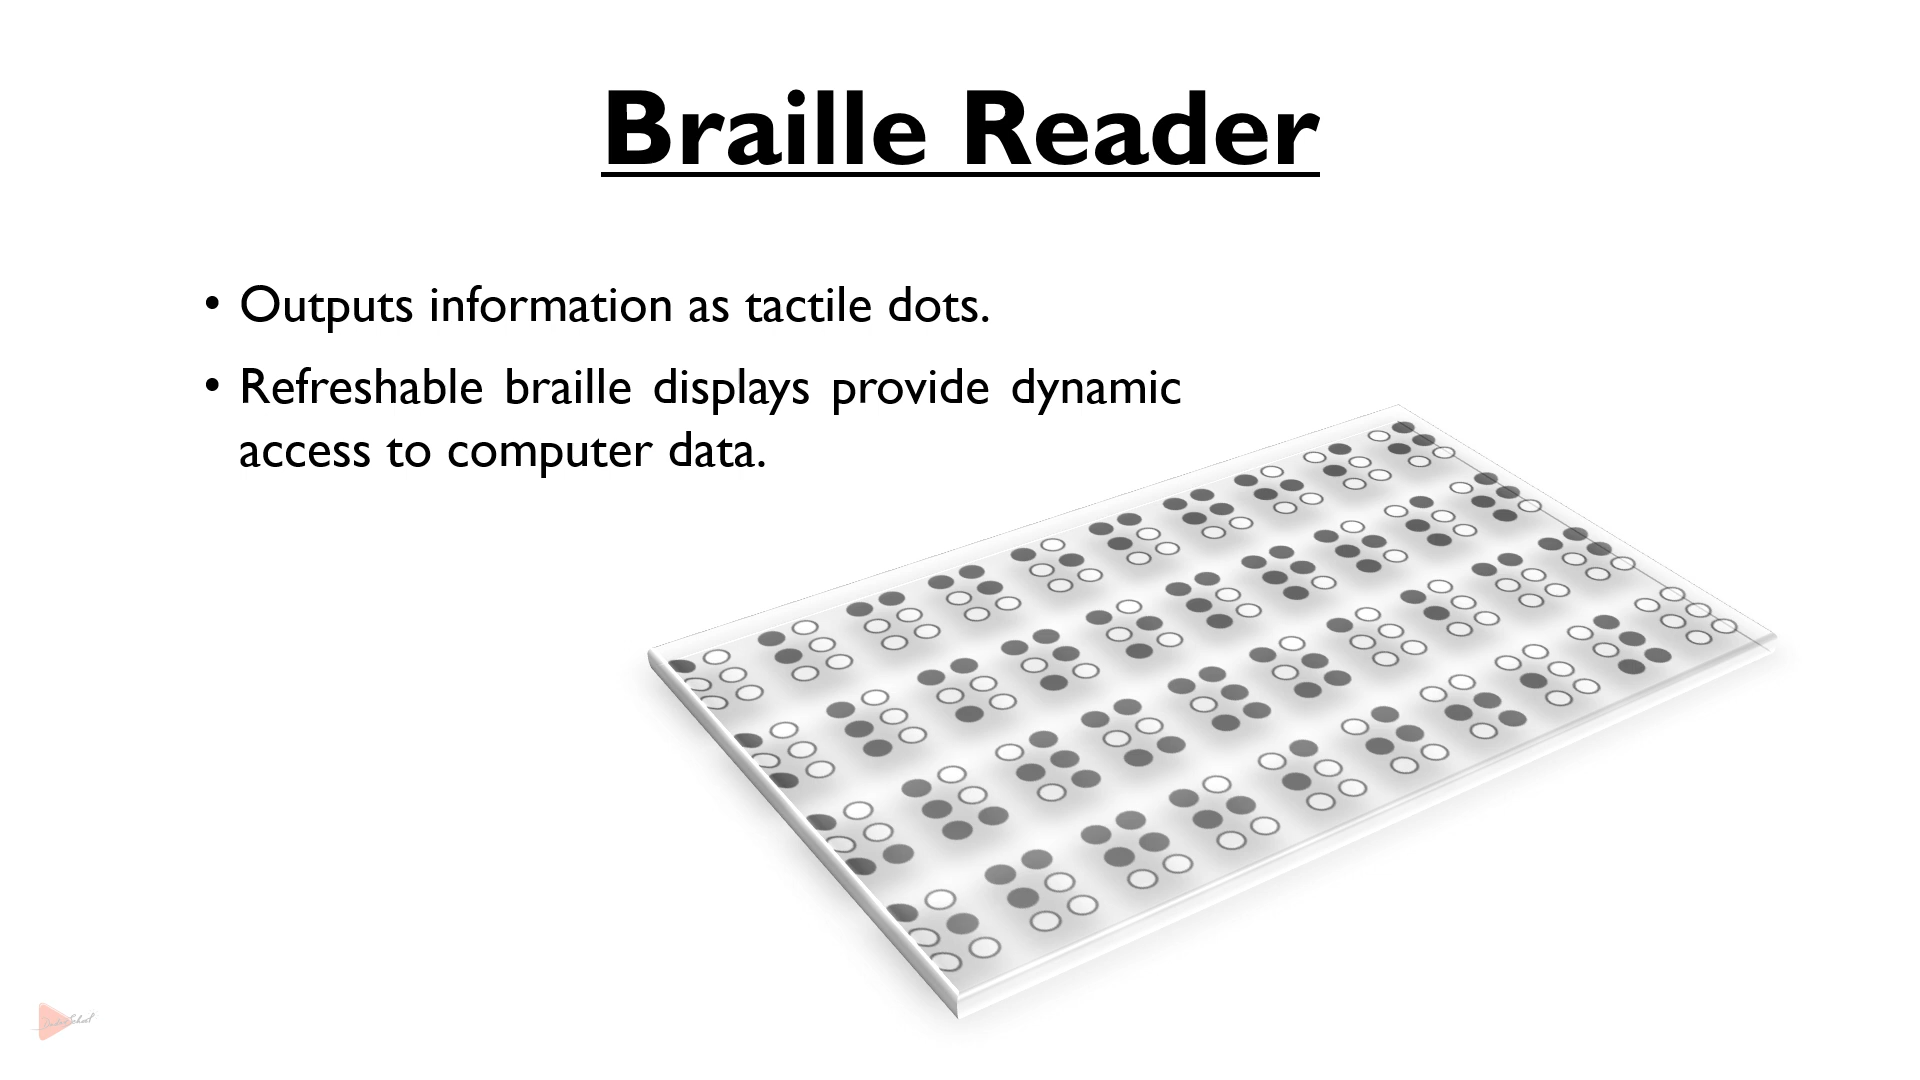 Braille Reader
• Outputs information as tactile dots.
• Refreshable braille displays provide dynamic
access to computer data.